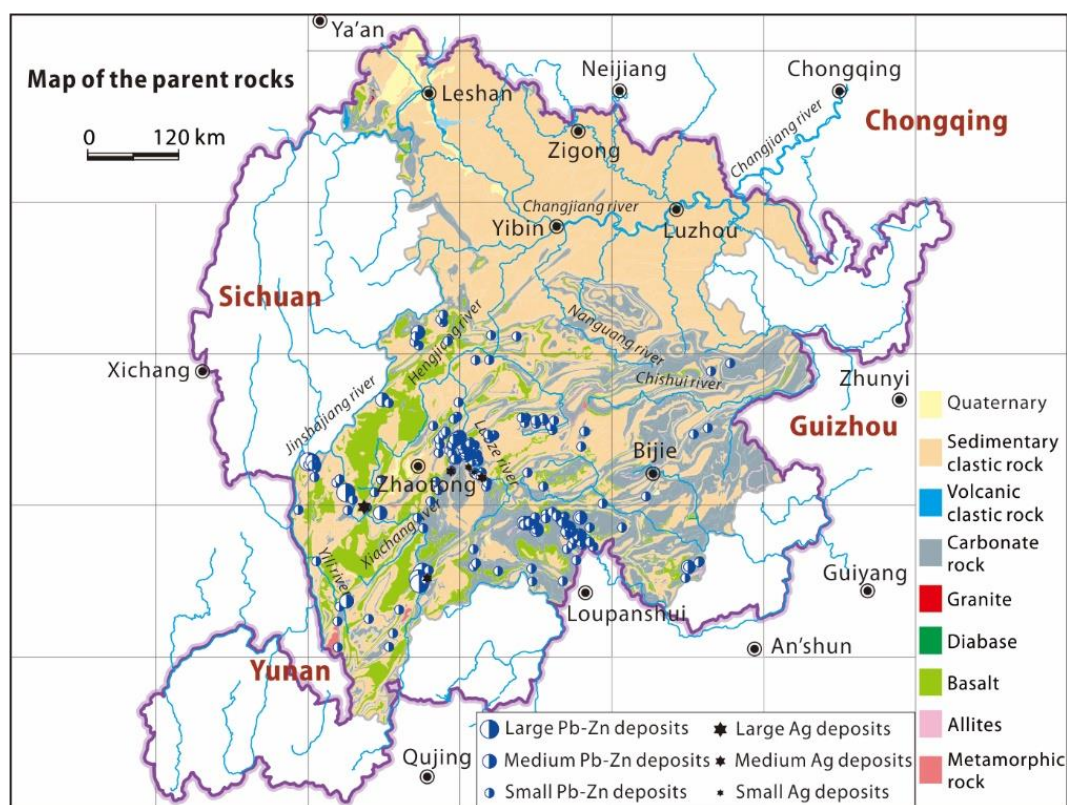 Ya'an
Map of the parent rocks
Neijiang
Chongqing
Leshan
0 120 km
Chongqing
Zigong
Changjiang river
Changjiang river
Yibin
Luzhou
Sichuan
Nanguang river
Hengjiang river
Xichang
Chishui river
Zhunyi
Jinshajiang river
Guizhou
Quaternary
Sedimentary
clastic rock
Bijie
Zhaotong
Volcanic
clastic rock
Xiachang river
Carbonate
rock
Guiyang
Loupanshui
Granite
An'shun
Diabase
Yunan
Basalt
Allites
Metamorphic
rock
Large Pb-Zn deposits
Large Ag deposits
Medium Pb-Zn deposits
Medium Ag deposits
Small Pb-Zn deposits
Small Ag deposits
Qujing